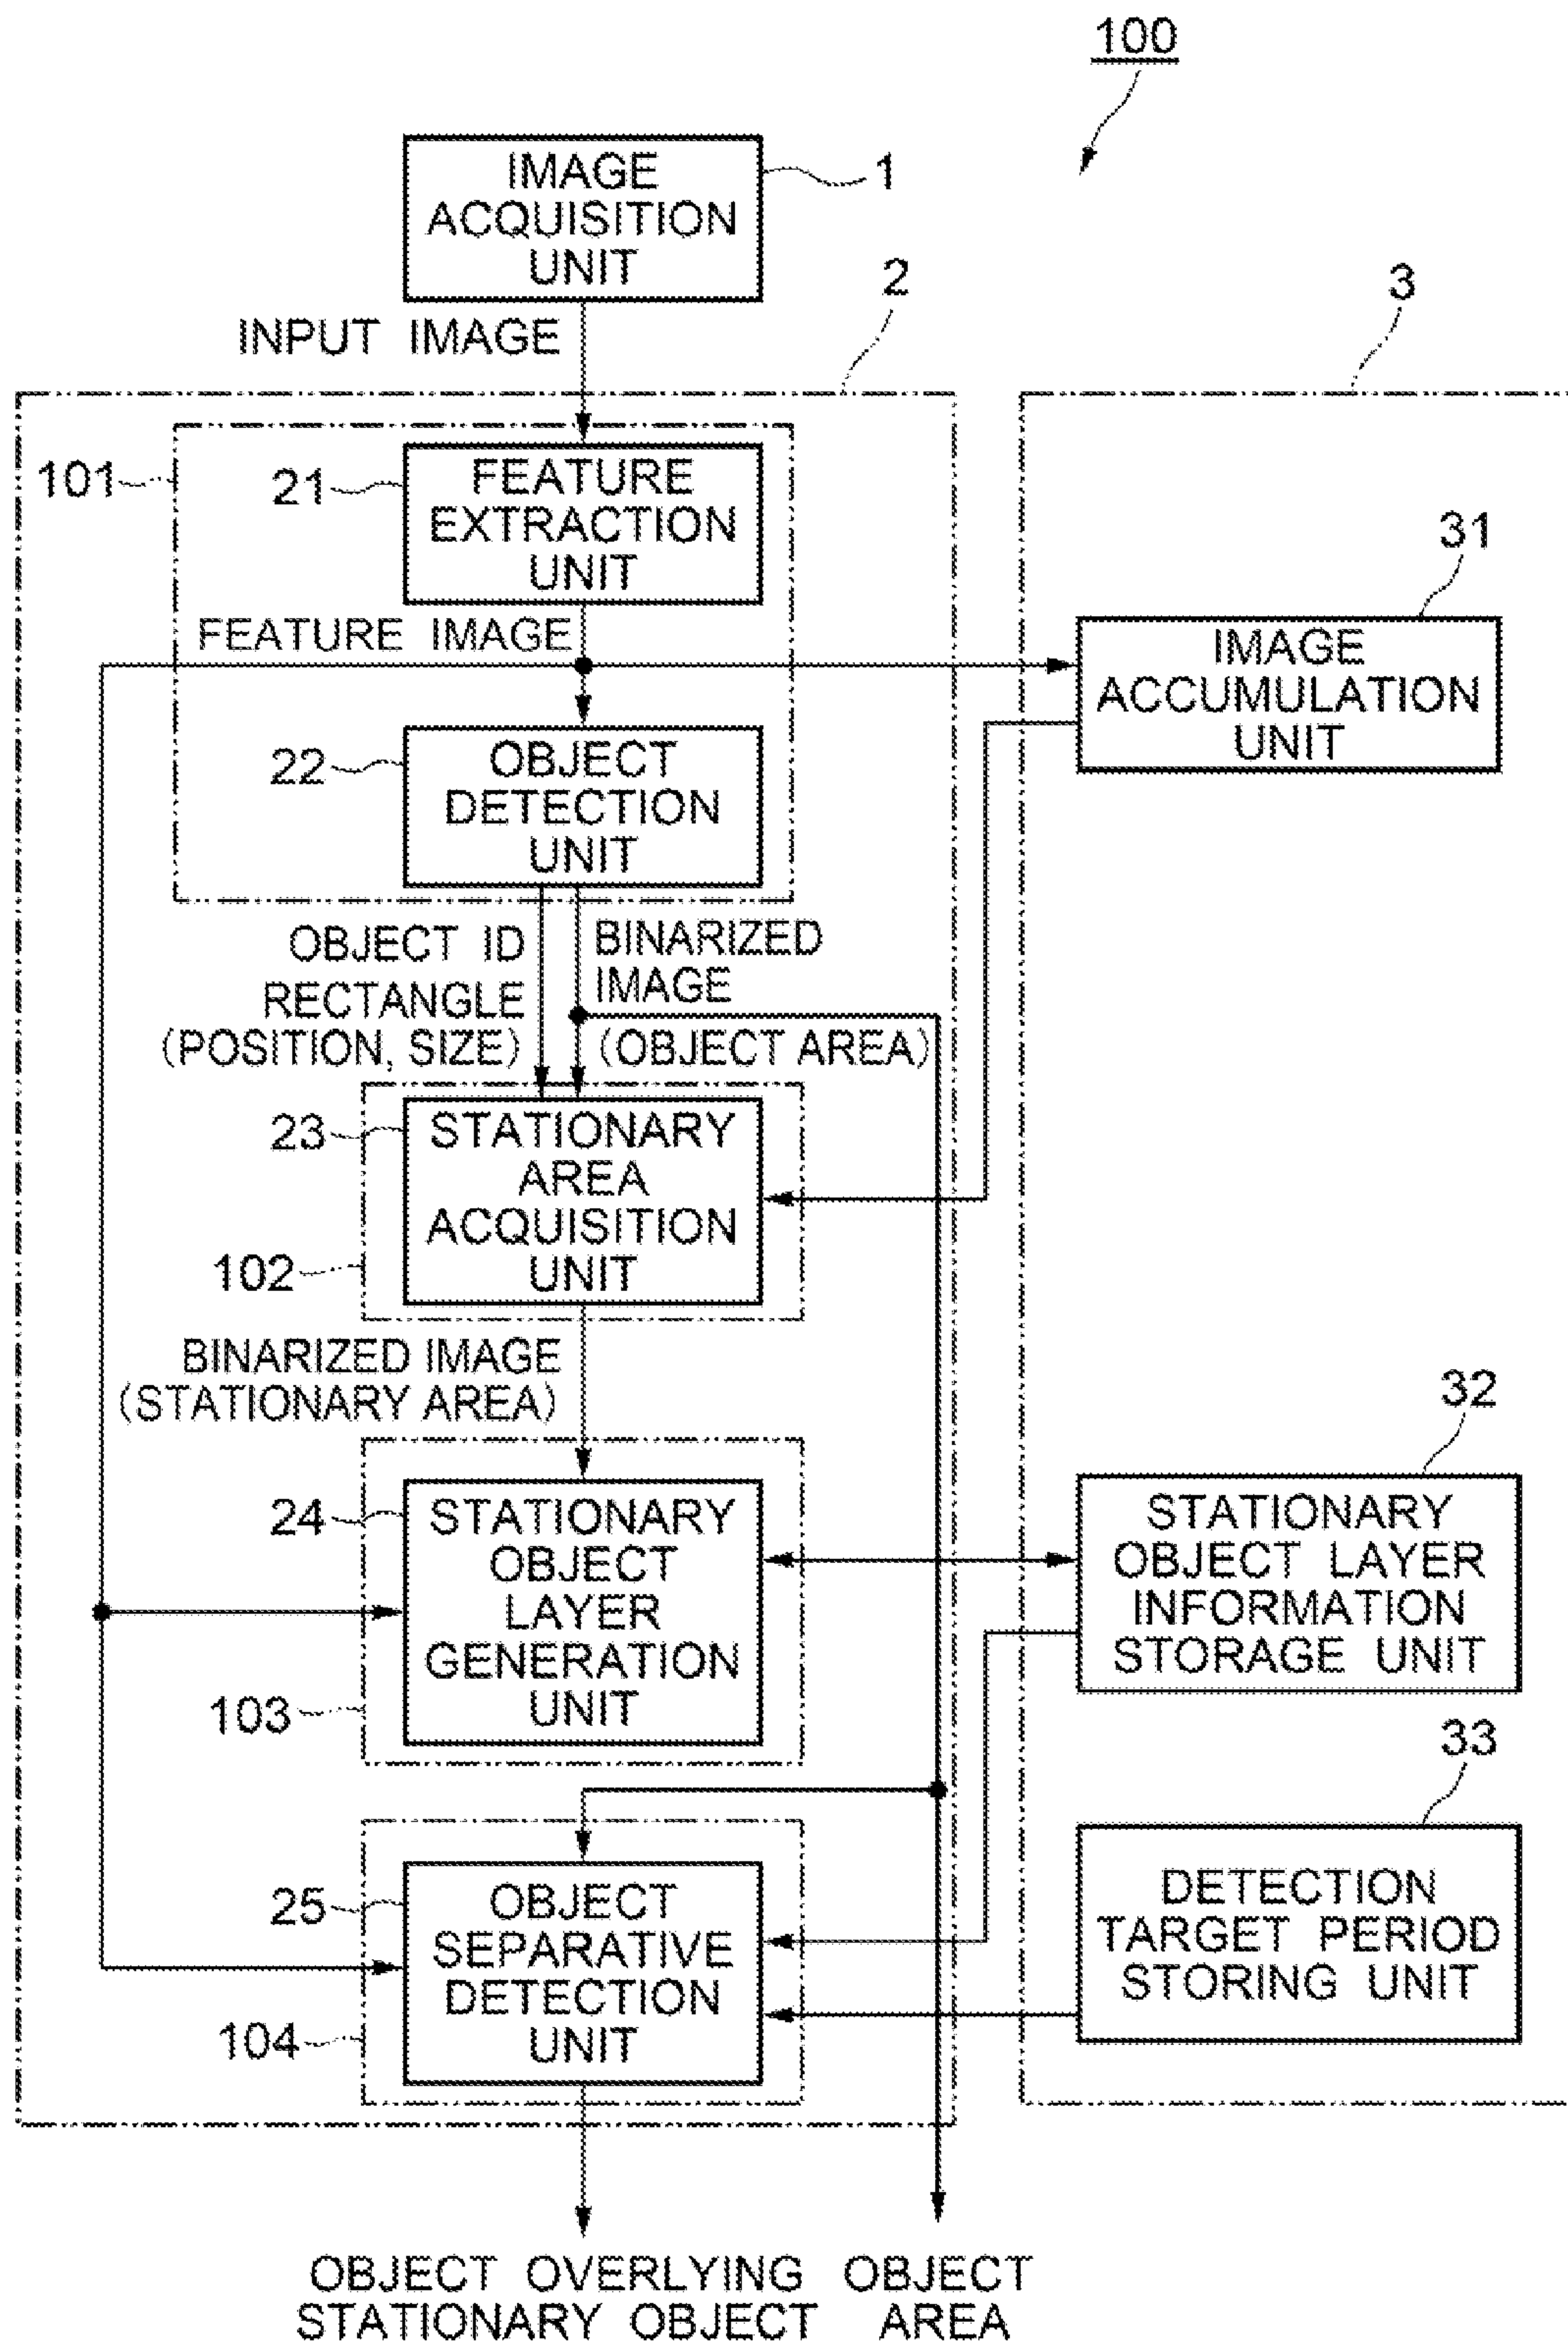 100
IMAGE
ACQUISITION
UNIT
1
INPUT IMAGE
2
3
101
21
FEATURE
EXTRACTION
UNIT
FEATURE IMAGE
31
IMAGE
ACCUMULATION
UNIT
22
OBJECT
DETECTION
UNIT
OBJECT ID
RECTANGLE
(POSITION, SIZE)
BINARIZED
IMAGE
(OBJECT AREA)
23
STATIONARY
AREA
ACQUISITION
UNIT
102
BINARIZED IMAGE
(STATIONARY AREA)
24
STATIONARY
OBJECT
LAYER
GENERATION
UNIT
103
32
STATIONARY
OBJECT LAYER
INFORMATION
STORAGE UNIT
33
DETECTION
TARGET PERIOD
STORING UNIT
25
OBJECT
SEPARATIVE
DETECTION
UNIT
104
OBJECT OVERLYING
STATIONARY OBJECT
OBJECT
AREA